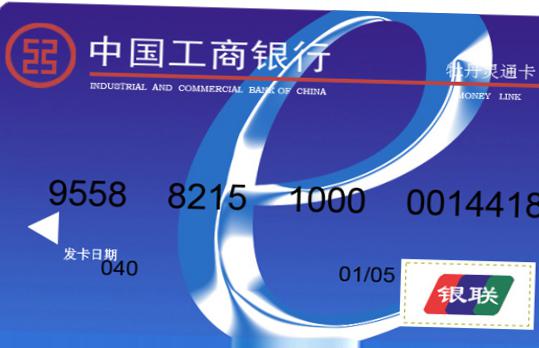 中国工商银行
INDUSTRIAL AND COMMERCIAL BANK OF CHINA
牡丹灵通卡
MONEY LINK
9558 8215 1000 0014418
发卡日期
040
01/05
银联